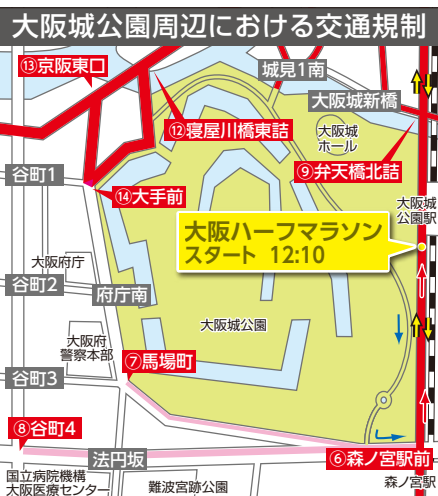 大阪城公園周辺における交通規制
⑬京阪東口
城見1南
大阪城新橋
⑫寝屋川橋東詰
大阪城
ホール
⑨弁天橋北詰
谷町1
⑭大手前
大阪城
公園駅
大阪ハーフマラソン
スタート 12:10
大阪府庁
谷町2
府庁南
大阪城公園
大阪府
警察本部
⑦馬場町
谷町3
⑧谷町4
法円坂
⑥森ノ宮駅前
国立病院機構
大阪医療センター
難波宮跡公園
森ノ宮駅